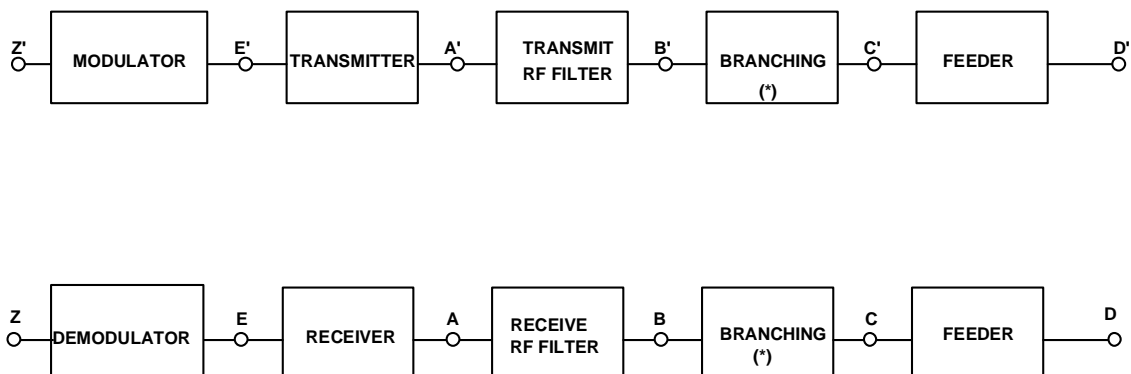 Z' E' A' B' C' D'
MODULATOR
TRANSMITTER
TRANSMIT
RF FILTER
BRANCHING
(*)
FEEDER
Z E A B C D
DEMODULATOR
RECEIVER
RECEIVE
RF FILTER
BRANCHING
(*)
FEEDER